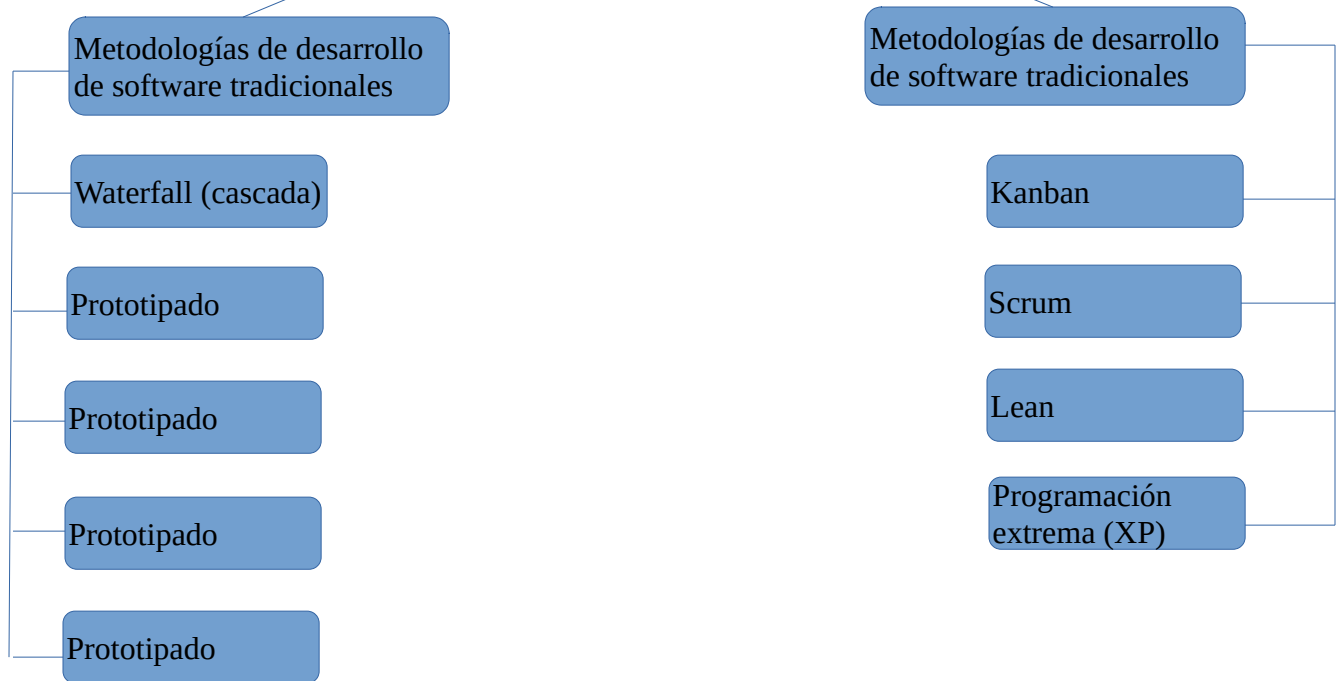 Metodologías de desarrollo
de software tradicionales
Waterfall (cascada)
Prototipado
Prototipado
Prototipado
Prototipado
Metodologías de desarrollo
de software tradicionales
Kanban
Scrum
Lean
Programación
extrema (XP)